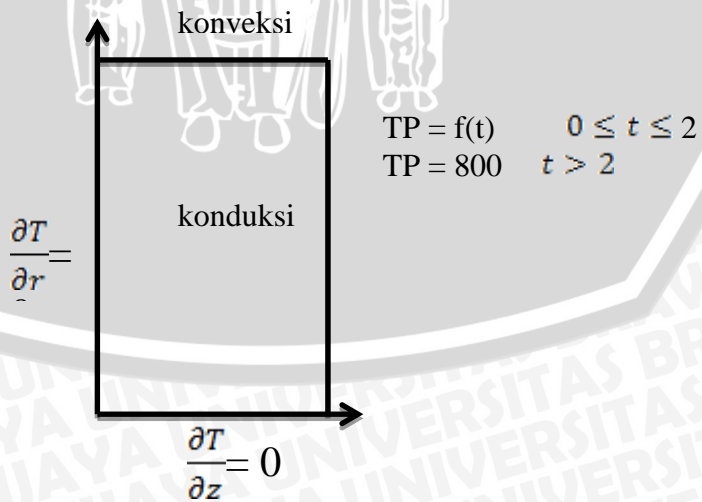 konveksi
TP = f(t) 0 ≤ t ≤ 2
TP = 800 t > 2
konduksi
∂T/∂r =
∂T/∂z = 0